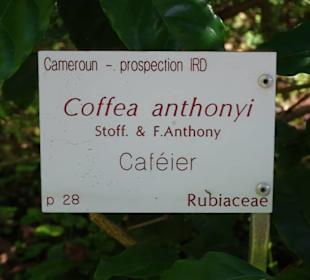 Cameroun - prospection IRD
Coffea anthonyi
Stoff. & F.Anthony
Caféier
p 28 Rubiaceae